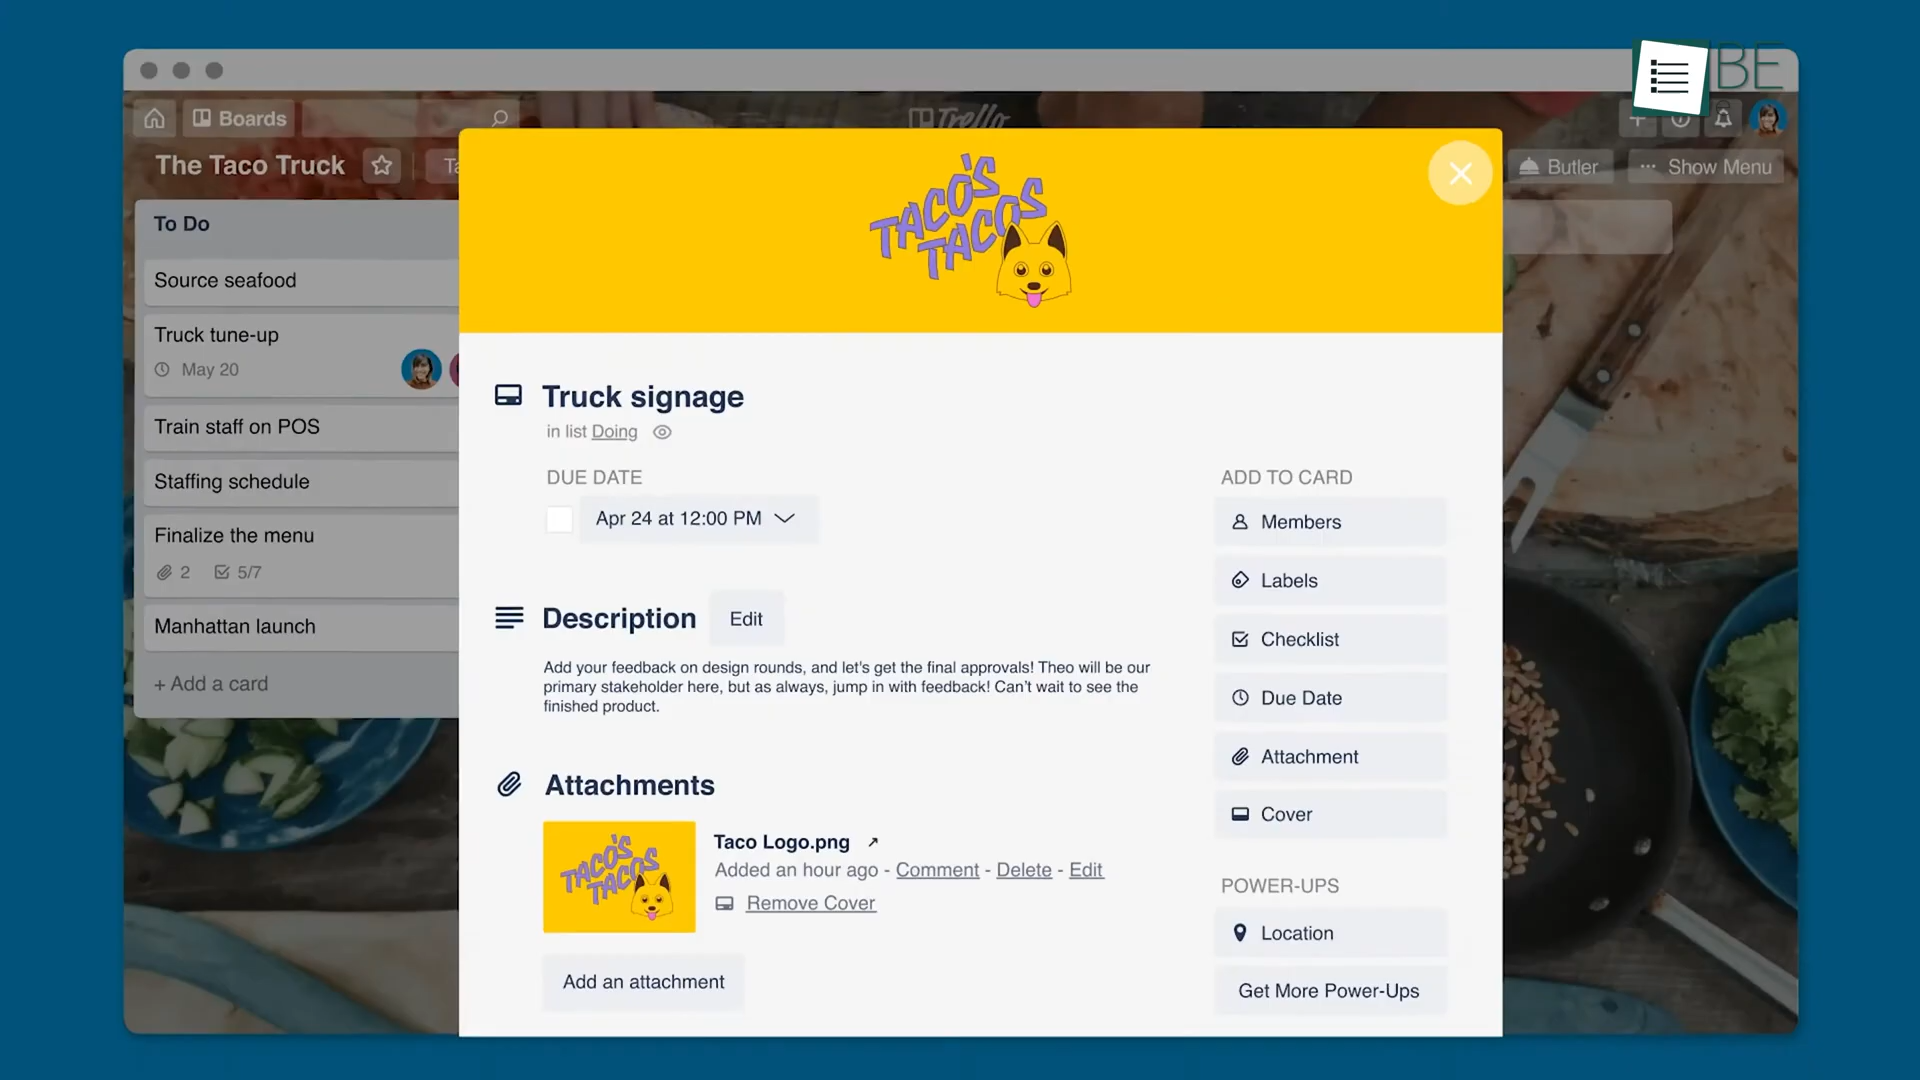 BE
Boards
Trello
The Taco Truck
Butler
Show Menu
To Do
Source seafood
Truck tune-up
May 20
Train staff on POS
Staffing schedule
Finalize the menu
2 5/7
Manhattan launch
+ Add a card
TACO'S
TACOS
Truck signage
in list Doing
DUE DATE
Apr 24 at 12:00 PM
Description
Edit
Add your feedback on design rounds, and let's get the final approvals! Theo will be our
primary stakeholder here, but as always, jump in with feedback! Can't wait to see the
finished product.
Attachments
TACO'S
TACOS
Taco Logo.png
Added an hour ago - Comment - Delete - Edit
Remove Cover
Add an attachment
ADD TO CARD
Members
Labels
Checklist
Due Date
Attachment
Cover
POWER-UPS
Location
Get More Power-Ups